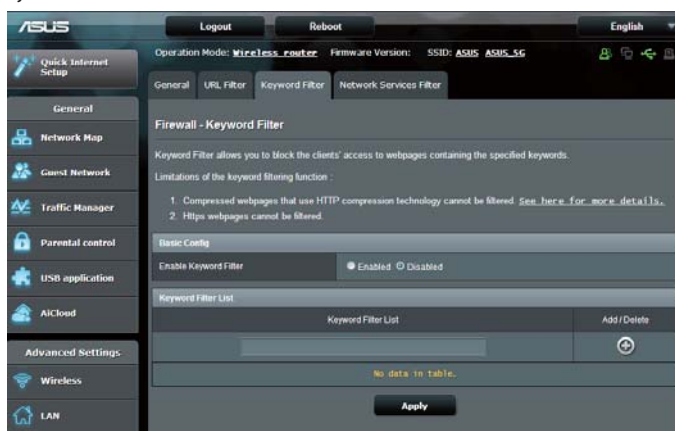 ASUS
Logout
Reboot
English
Quick Internet Setup
Operation Mode: Wireless router Firmware Version: SSID: ASUS ASUS_5G
General
URL Filter
Keyword Filter
Network Services Filter
General
Network Map
Guest Network
Traffic Manager
Parental control
USB application
AiCloud
Advanced Settings
Wireless
LAN
Firewall - Keyword Filter
Keyword Filter allows you to block the clients' access to webpages containing the specified keywords.
Limitations of the keyword filtering function :
1. Compressed webpages that use HTTP compression technology cannot be filtered. See here for more details.
2. Https webpages cannot be filtered.
Basic Config
Enable Keyword Filter
Enabled
Disabled
Keyword Filter List
Keyword Filter List
Add / Delete
No data in table.
Apply